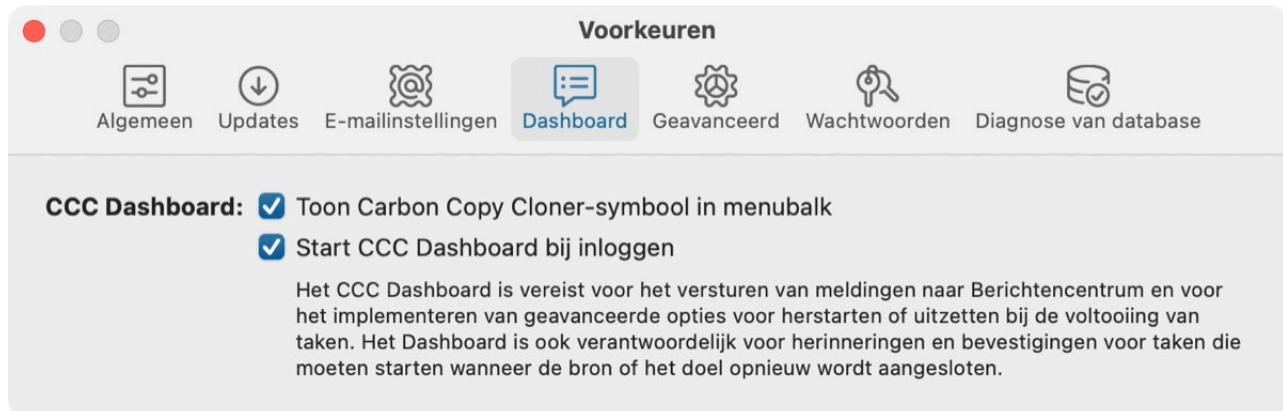 Voorkeuren
Algemeen Updates E-mailinstellingen Dashboard Geavanceerd Wachtwoorden Diagnose van database
CCC Dashboard: Toon Carbon Copy Cloner-symbool in menubalk
Start CCC Dashboard bij inloggen
Het CCC Dashboard is vereist voor het versturen van meldingen naar Berichtencentrum en voor
het implementeren van geavanceerde opties voor herstarten of uitzetten bij de voltooiing van
taken. Het Dashboard is ook verantwoordelijk voor herinneringen en bevestigingen voor taken die
moeten starten wanneer de bron of het doel opnieuw wordt aangesloten.